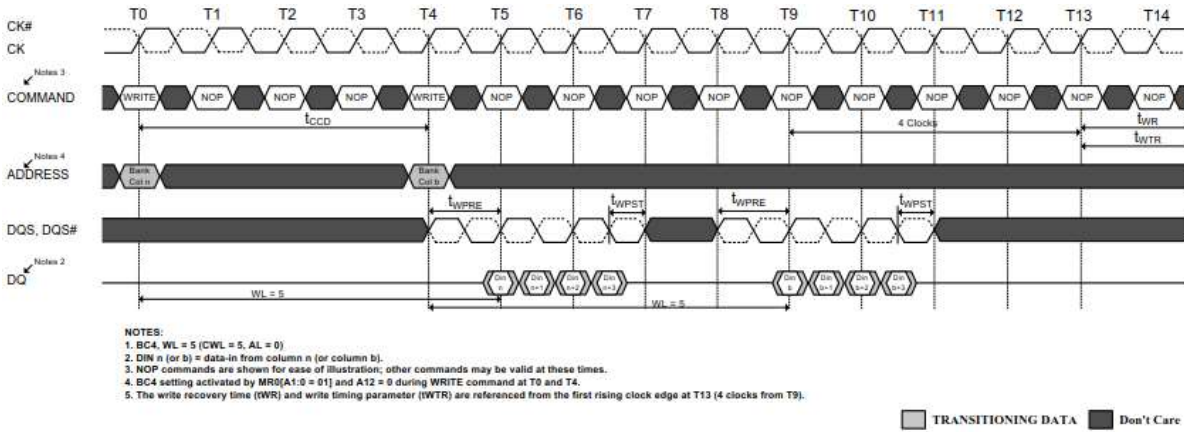 T0 T1 T2 T3 T4 T5 T6 T7 T8 T9 T10 T11 T12 T13 T14
CK#
CK
Notes 3
COMMAND WRITE NOP NOP NOP WRITE NOP NOP NOP NOP NOP NOP NOP NOP NOP NOP
tCCD 4 Clocks tWR
tWTR
Notes 4
ADDRESS
Bank Col n
Bank Col b
tWPRE tWPST tWPRE tWPST
DQS, DQS#
Notes 2
DQ
Din n
Din n+1
Din n+2
Din n+3
Din b
Din b+1
Din b+2
Din b+3
WL = 5
WL = 5
NOTES:
1. BC4, WL = 5 (CWL = 5, AL = 0)
2. DIN n (or b) = data-in from column n (or column b).
3. NOP commands are shown for ease of illustration; other commands may be valid at these times.
4. BC4 setting activated by MR0[A1:0 = 01] and A12 = 0 during WRITE command at T0 and T4.
5. The write recovery time (tWR) and write timing parameter (tWTR) are referenced from the first rising clock edge at T13 (4 clocks from T9).
TRANSITIONING DATA Don't Care